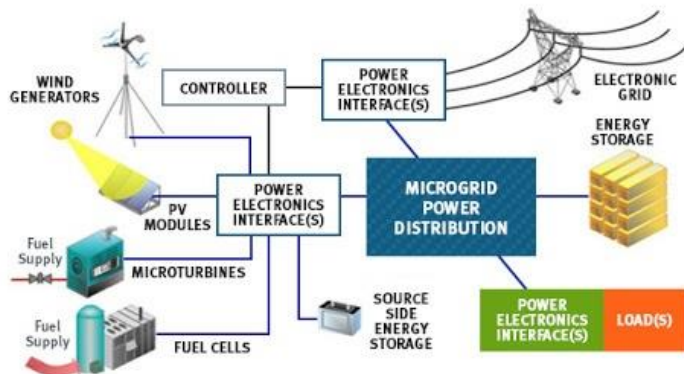 WIND
GENERATORS
CONTROLLER
POWER
ELECTRONICS
INTERFACE(S)
ELECTRONIC
GRID
ENERGY
STORAGE
PV
MODULES
POWER
ELECTRONICS
INTERFACE(S)
MICROGRID
POWER
DISTRIBUTION
Fuel
Supply
MICROTURBINES
Fuel
Supply
FUEL CELLS
SOURCE
SIDE
ENERGY
STORAGE
POWER
ELECTRONICS
INTERFACE(S)
LOAD(S)